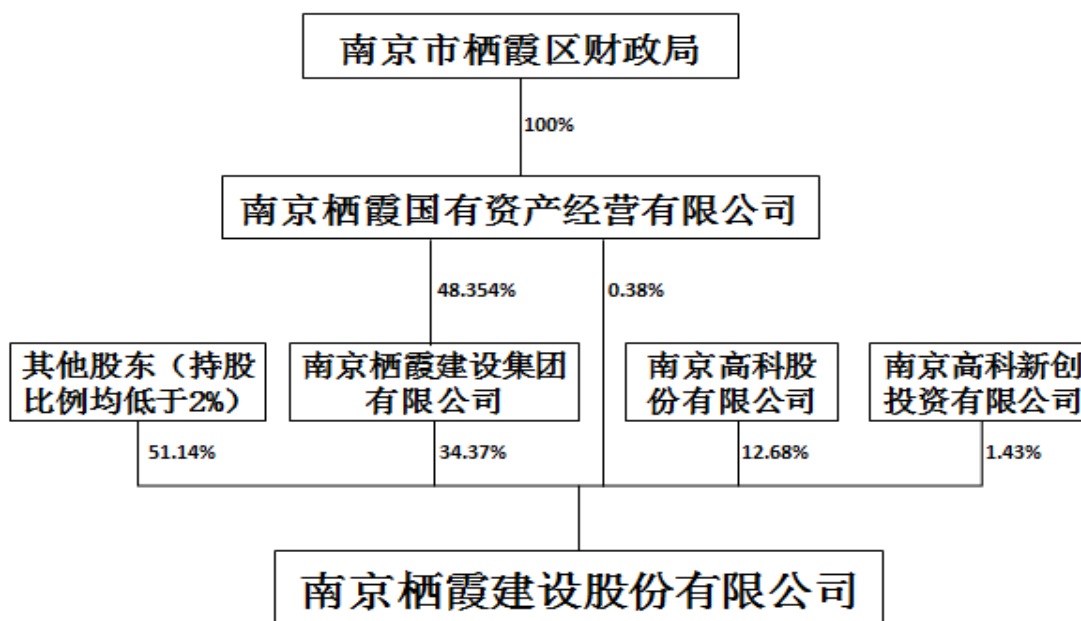 南京市栖霞区财政局
100%
南京栖霞国有资产经营有限公司
48.354%
0.38%
其他股东（持股
比例均低于2%）
南京栖霞建设集团
有限公司
南京高科股
份有限公司
南京高科新创
投资有限公司
51.14%
34.37%
12.68%
1.43%
南京栖霞建设股份有限公司